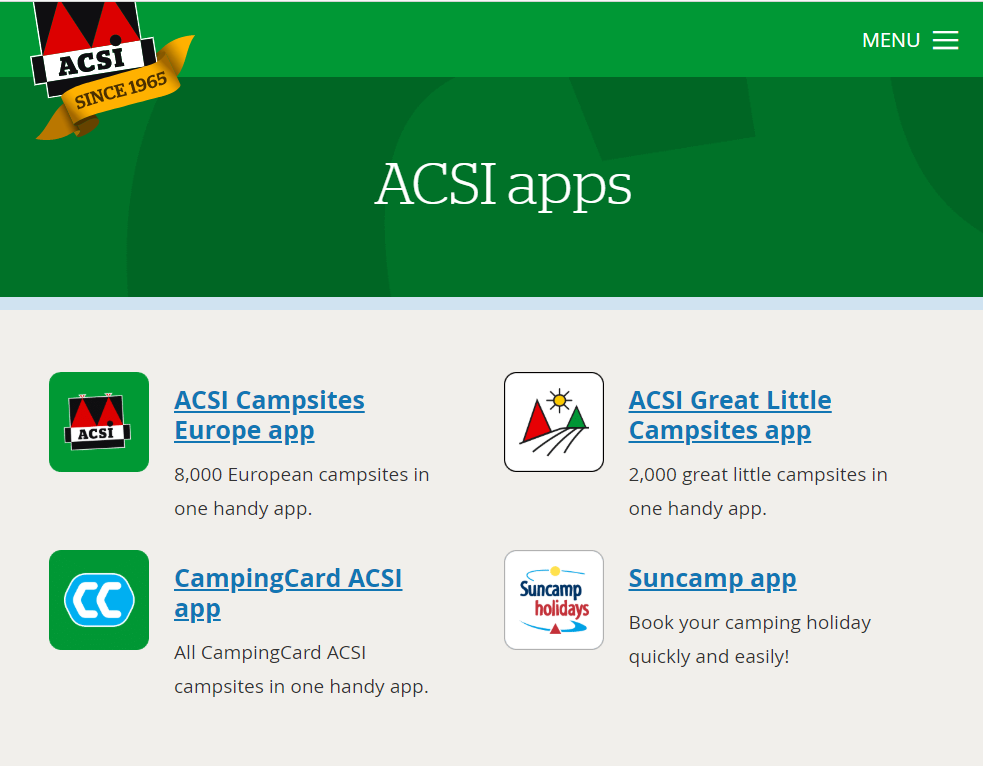 ACSI
SINCE 1965
MENU
ACSI apps
ACSI
ACSI Campsites
Europe app
8,000 European campsites in
one handy app.
ACSI Great Little
Campsites app
2,000 great little campsites in
one handy app.
CC
CampingCard ACSI
app
All CampingCard ACSI
campsites in one handy app.
Suncamp
holidays
Suncamp app
Book your camping holiday
quickly and easily!